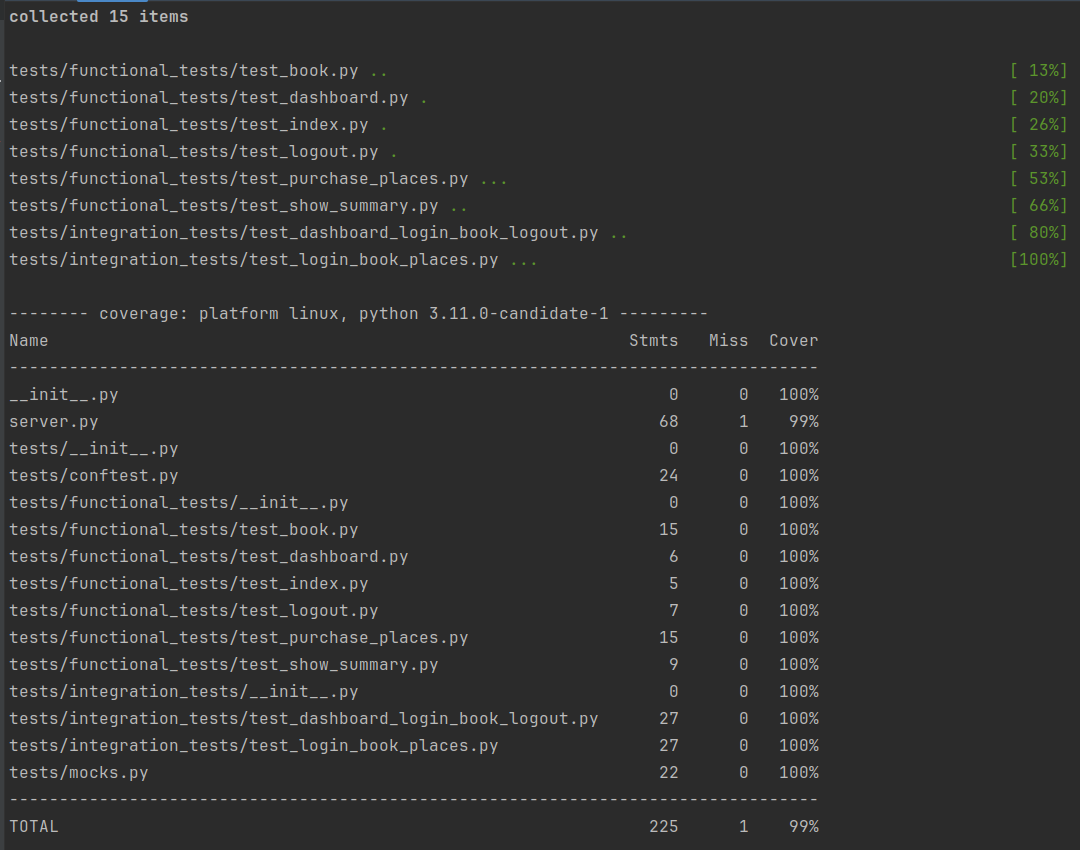 collected 15 items
tests/functional_tests/test_book.py .. [ 13%]
tests/functional_tests/test_dashboard.py . [ 20%]
tests/functional_tests/test_index.py . [ 26%]
tests/functional_tests/test_logout.py . [ 33%]
tests/functional_tests/test_purchase_places.py ... [ 53%]
tests/functional_tests/test_show_summary.py .. [ 66%]
tests/integration_tests/test_dashboard_login_book_logout.py .. [ 80%]
tests/integration_tests/test_login_book_places.py ... [100%]
-------- coverage: platform linux, python 3.11.0-candidate-1 ---------
Name Stmts Miss Cover
---------------------------------------------------------------------------------
__init__.py 0 0 100%
server.py 68 1 99%
tests/__init__.py 0 0 100%
tests/conftest.py 24 0 100%
tests/functional_tests/__init__.py 0 0 100%
tests/functional_tests/test_book.py 15 0 100%
tests/functional_tests/test_dashboard.py 6 0 100%
tests/functional_tests/test_index.py 5 0 100%
tests/functional_tests/test_logout.py 7 0 100%
tests/functional_tests/test_purchase_places.py 15 0 100%
tests/functional_tests/test_show_summary.py 9 0 100%
tests/integration_tests/__init__.py 0 0 100%
tests/integration_tests/test_dashboard_login_book_logout.py 27 0 100%
tests/integration_tests/test_login_book_places.py 27 0 100%
tests/mocks.py 22 0 100%
---------------------------------------------------------------------------------
TOTAL 225 1 99%